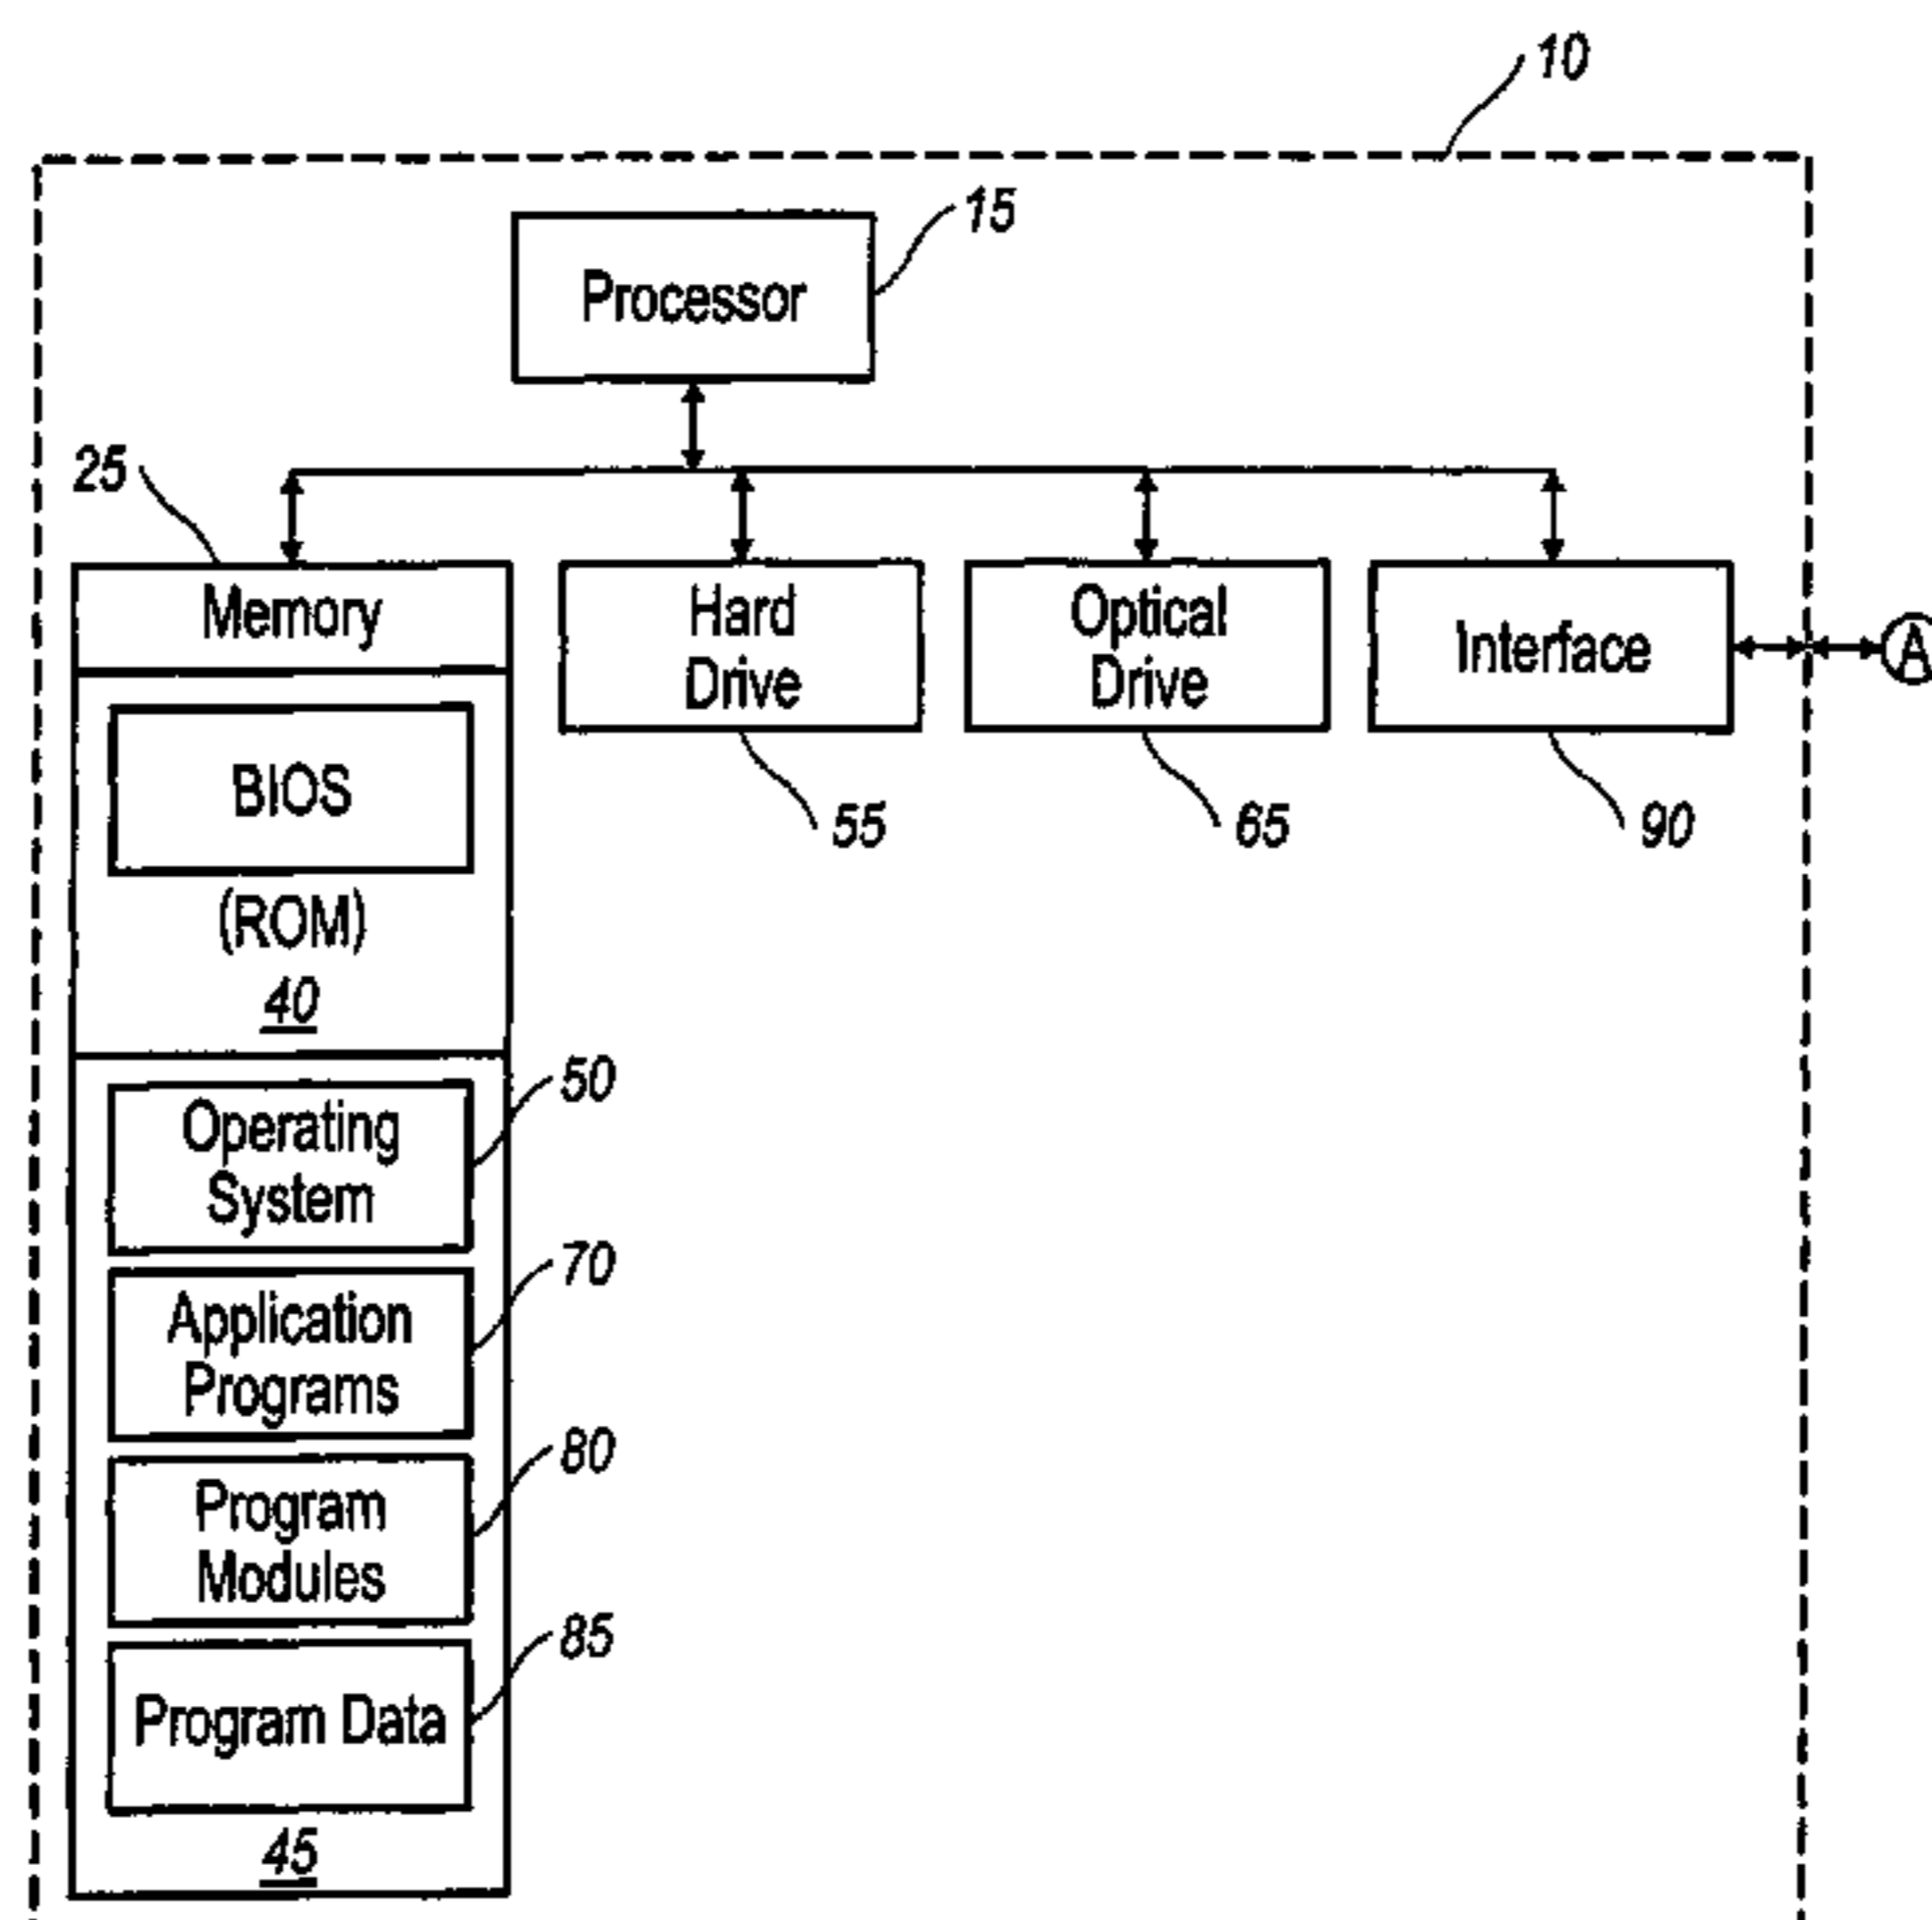 10
15
Processor
25
Memory
Hard
Drive
Optical
Drive
Interface
A
55
65
90
BIOS
(ROM)
40
50
Operating
System
70
Application
Programs
80
Program
Modules
85
Program Data
45